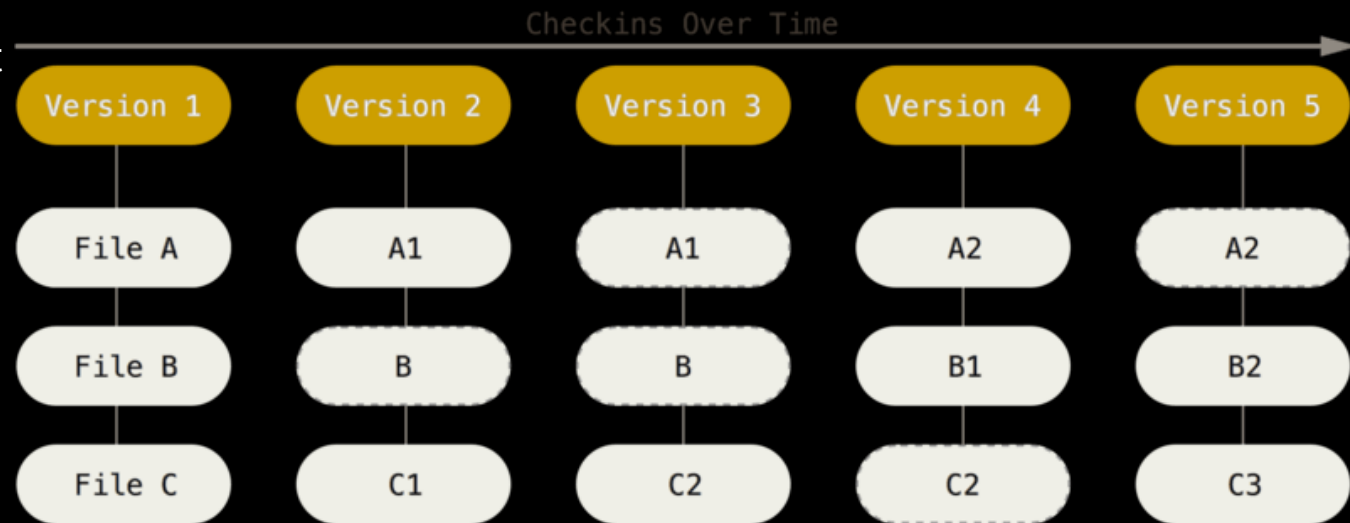 Checkins Over Time
Version 1 Version 2 Version 3 Version 4 Version 5
File A A1 A1 A2 A2
File B B B B1 B2
File C C1 C2 C2 C3